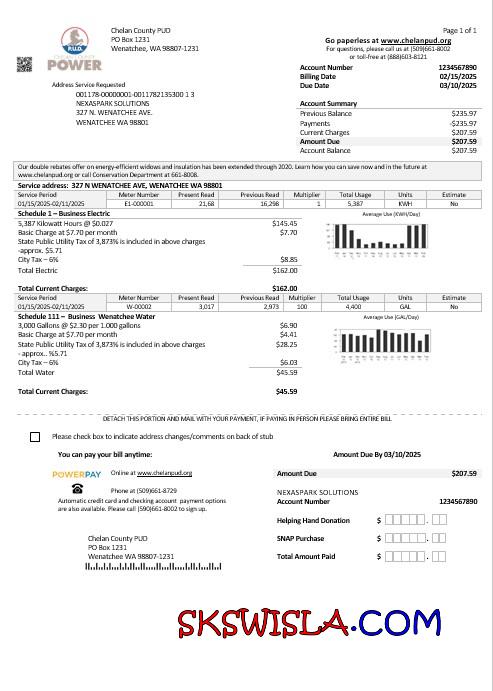 P.U.D.
CHELAN COUNTY
POWER
Chelan County PUD
PO Box 1231
Wenatchee, WA 98807-1231
Page 1 of 1
Go paperless at www.chelanpud.org
For questions, please call us at (509)661-8002
or toll-free at (888)603-8121
Account Number 1234567890
Billing Date 02/15/2025
Due Date 03/10/2025
Address Service Requested
001178-00000001-0011782135300 1 3
NEXASPARK SOLUTIONS
327 N. WENATCHEE AVE.
WENATCHEE WA 98801
Account Summary
Previous Balance $235.97
Payments -$235.97
Current Charges $207.59
Amount Due $207.59
Account Balance $207.59
Our double rebates offer on energy-efficient widows and insulation has been extended through 2020. Learn how you can save now and in the future at
www.chelanpud.org or call Conservation Department at 661-8008.
Service address: 327 N WENATCHEE AVE, WENATCHEE WA 98801
Service Period Meter Number Present Read Previous Read Multiplier Total Usage Units Estimate
01/15/2025-02/11/2025 E1-000001 21,68 16,298 1 5,387 KWH No
Schedule 1 – Business Electric
Average Use (KWH/Day)
5,387 Kilowatt Hours @ $0.027 $145.45
Basic Charge at $7.70 per month $7.70
State Public Utility Tax of 3,873% is included in above charges
-approx. $5.71
City Tax – 6% $8.85
Total Electric $162.00
Total Current Charges: $162.00
Service Period Meter Number Present Read Previous Read Multiplier Total Usage Units Estimate
01/15/2025-02/11/2025 W-00002 3,017 2,973 100 4,400 GAL No
Schedule 111 – Business Wenatchee Water
Average Use (GAL/Day)
3,000 Gallons @ $2.30 per 1.000 gallons $6.90
Basic Charge at $7.70 per month $4.41
State Public Utility Tax of 3,873% is included in above charges $28.25
- approx.. %5.71
City Tax – 6% $6.03
Total Water $45.59
Total Current Charges: $45.59
DETACH THIS PORTION AND MAIL WITH YOUR PAYMENT, IF PAYING IN PERSON PLEASE BRING ENTIRE BILL
Please check box to indicate address changes/comments on back of stub
You can pay your bill anytime:
Amount Due By 03/10/2025
POWERPAY Online at www.chelanpud.org
Amount Due $207.59
Phone at (509)661-8729
Automatic credit card and checking account payment options
are also available. Please call (590)661-8002 to sign up.
NEXASPARK SOLUTIONS
Account Number 1234567890
Helping Hand Donation $ .
SNAP Purchase $ .
Total Amount Paid $ .
Chelan County PUD
PO Box 1231
Wenatchee WA 98807-1231
SKSWISLA.COM